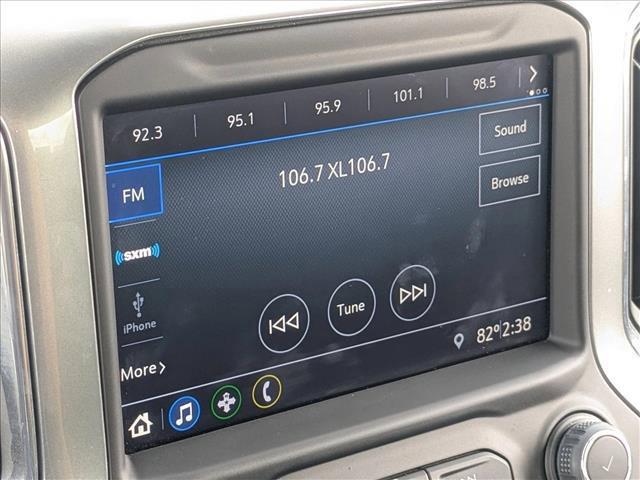 92.3 95.1 95.9 101.1 98.5
Sound
106.7 XL106.7
FM
Browse
sxm
iPhone
Tune
More
82° 2:38